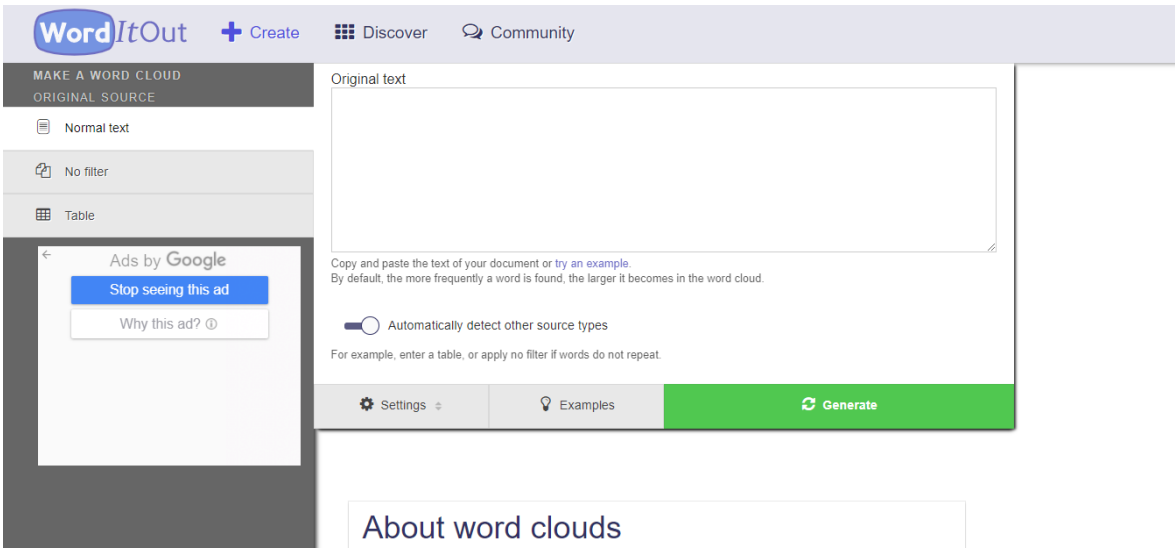 WordItOut
Create
Discover
Community
MAKE A WORD CLOUD
ORIGINAL SOURCE
Normal text
No filter
Table
Ads by Google
Stop seeing this ad
Why this ad?
Original text
Copy and paste the text of your document or try an example.
By default, the more frequently a word is found, the larger it becomes in the word cloud.
Automatically detect other source types
For example, enter a table, or apply no filter if words do not repeat.
Settings
Examples
Generate
About word clouds